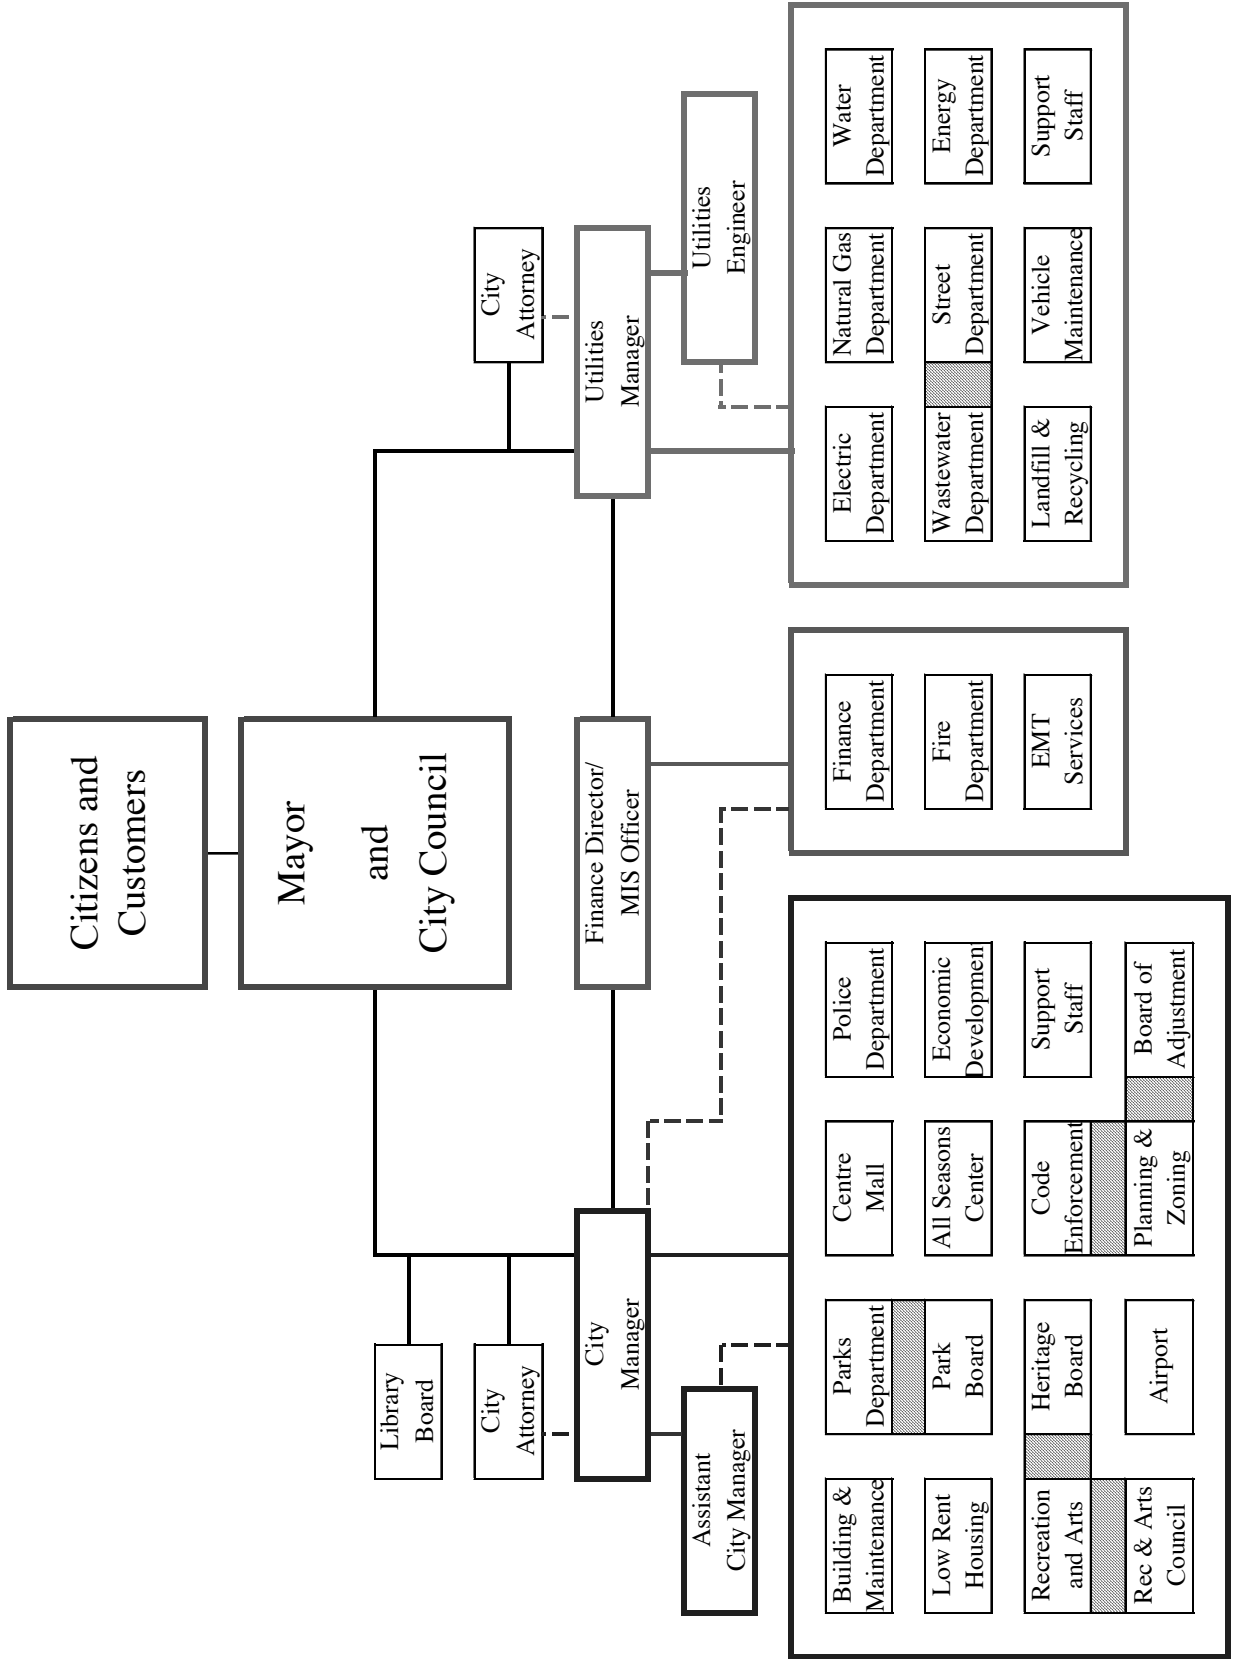 Citizens and
Customers
Mayor
and
City Council
Library
Board
City
Attorney
City
Attorney
City
Manager
Finance Director/
MIS Officer
Utilities
Manager
Assistant
City Manager
Utilities
Engineer
Building &
Maintenance
Parks
Department
Centre
Mall
Police
Department
Low Rent
Housing
Park
Board
All Seasons
Center
Economic
Development
Recreation
and Arts
Heritage
Board
Code
Enforcement
Support
Staff
Rec & Arts
Council
Airport
Planning &
Zoning
Board of
Adjustment
Finance
Department
Fire
Department
EMT
Services
Electric
Department
Natural Gas
Department
Water
Department
Wastewater
Department
Street
Department
Energy
Department
Landfill &
Recycling
Vehicle
Maintenance
Support
Staff